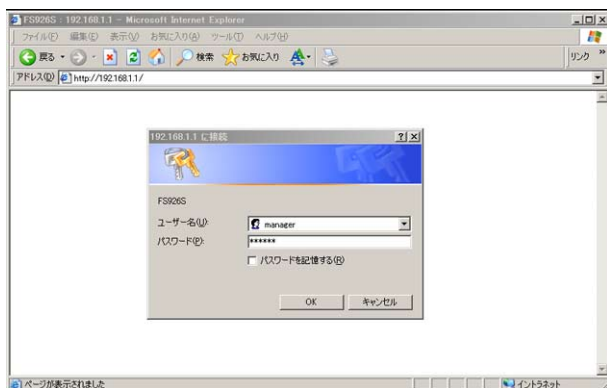 FS926S : 192.168.1.1 - Microsoft Internet Explorer
ファイル(F) 編集(E) 表示(V) お気に入り(A) ツール(T) ヘルプ(H)
戻る 検索 お気に入り リンク »
アドレス(D) http://192.168.1.1/
192.168.1.1 に接続
FS926S
ユーザー名(U): manager
パスワード(P): ******
パスワードを記憶する(R)
OK キャンセル
ページが表示されました イントラネット